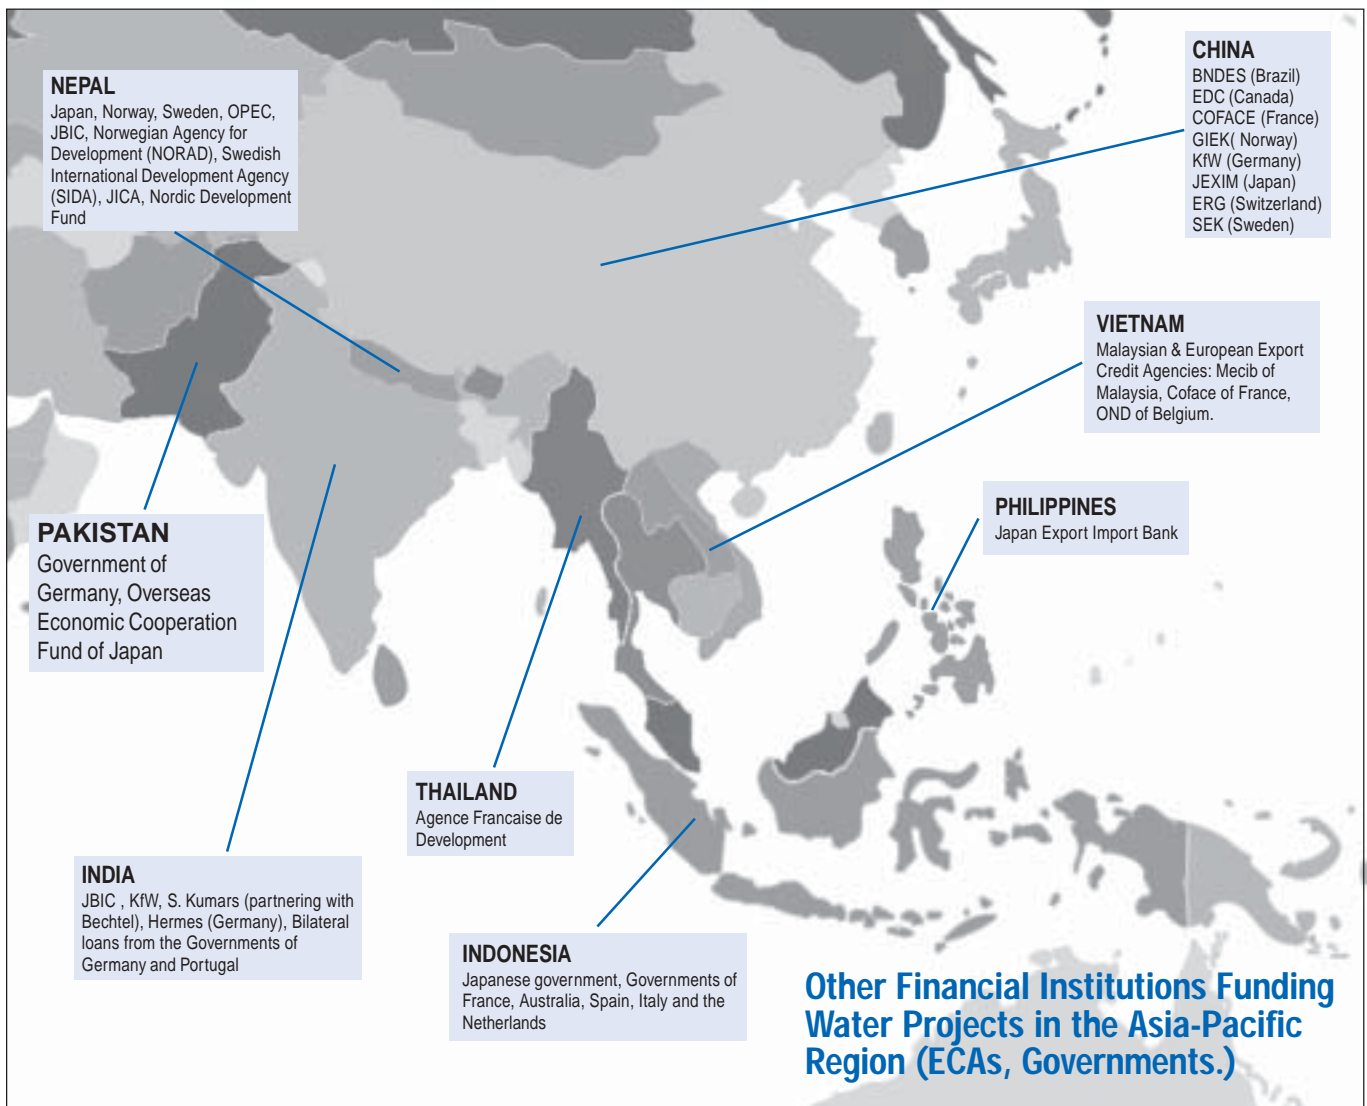 NEPAL
Japan, Norway, Sweden, OPEC,
JBIC, Norwegian Agency for
Development (NORAD), Swedish
International Development Agency
(SIDA), JICA, Nordic Development
Fund
CHINA
BNDES (Brazil)
EDC (Canada)
COFACE (France)
GIEK( Norway)
KfW (Germany)
JEXIM (Japan)
ERG (Switzerland)
SEK (Sweden)
VIETNAM
Malaysian & European Export
Credit Agencies: Mecib of
Malaysia, Coface of France,
OND of Belgium.
PHILIPPINES
Japan Export Import Bank
PAKISTAN
Government of
Germany, Overseas
Economic Cooperation
Fund of Japan
THAILAND
Agence Francaise de
Development
INDIA
JBIC , KfW, S. Kumars (partnering with
Bechtel), Hermes (Germany), Bilateral
loans from the Governments of
Germany and Portugal
INDONESIA
Japanese government, Governments of
France, Australia, Spain, Italy and the
Netherlands
Other Financial Institutions Funding
Water Projects in the Asia-Pacific
Region (ECAs, Governments.)